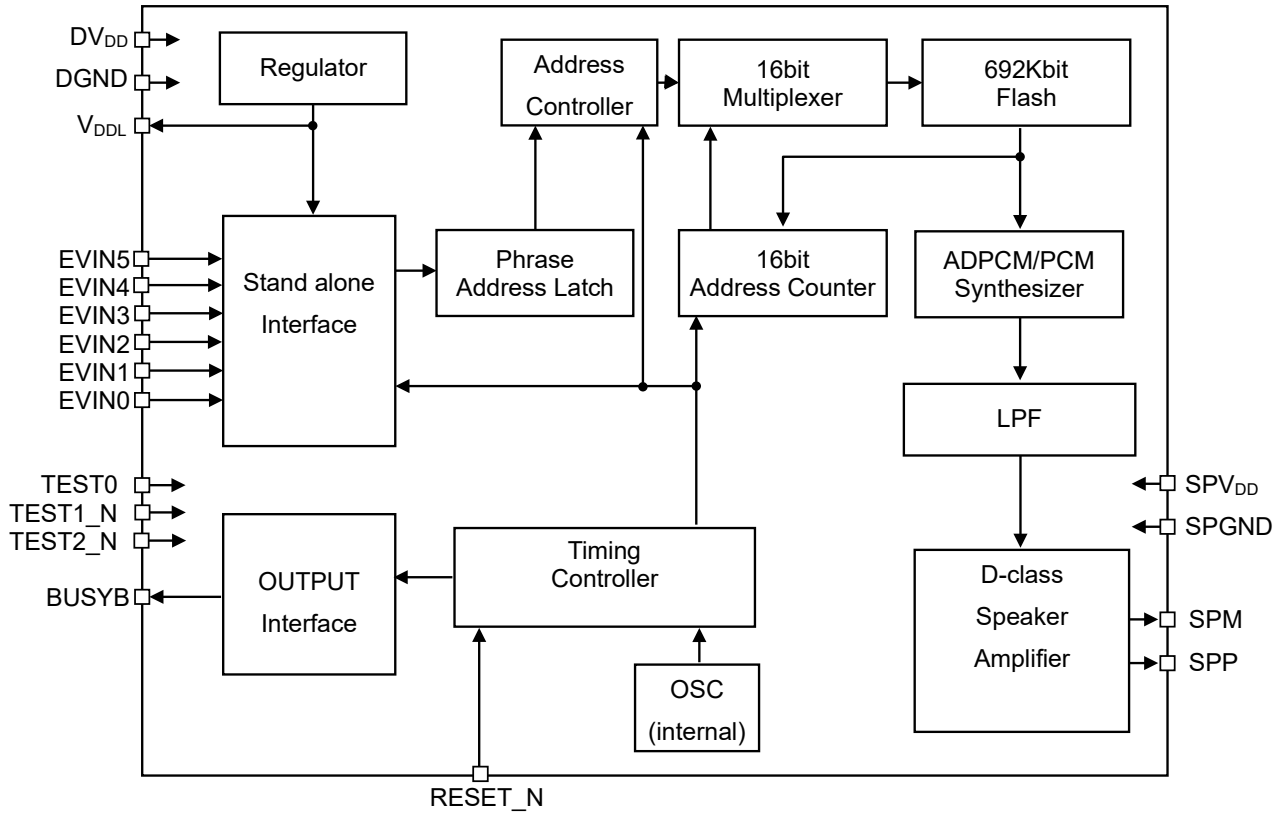 DVDD
DGND
VDDL
Regulator
Address
Controller
16bit
Multiplexer
692Kbit
Flash
EVIN5
EVIN4
EVIN3
EVIN2
EVIN1
EVIN0
Stand alone
Interface
Phrase
Address Latch
16bit
Address Counter
ADPCM/PCM
Synthesizer
LPF
TEST0
TEST1_N
TEST2_N
BUSYB
OUTPUT
Interface
Timing
Controller
OSC
(internal)
RESET_N
D-class
Speaker
Amplifier
SPVDD
SPGND
SPM
SPP